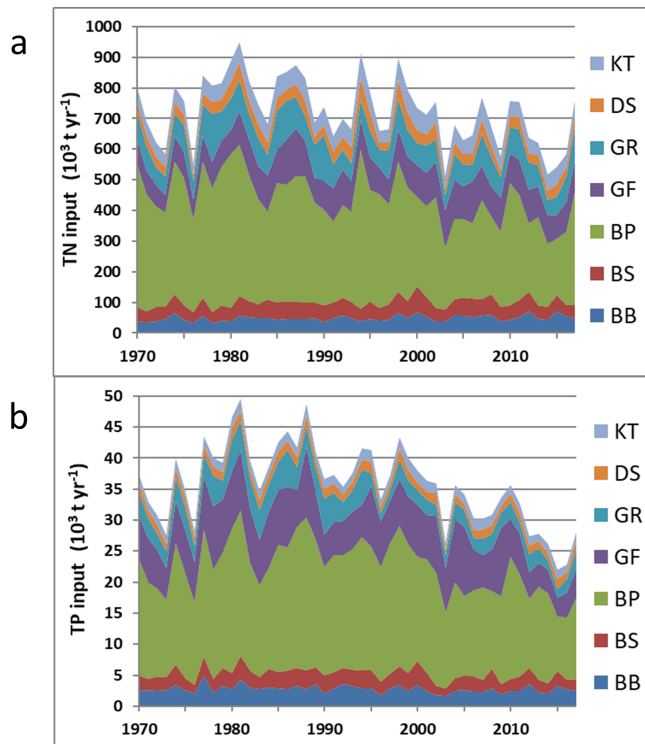 a
1000
900
800
700
600
500
400
300
200
100
0
TN input (10³ t yr⁻¹)
1970
1980
1990
2000
2010
KT
DS
GR
GF
BP
BS
BB
b
50
45
40
35
30
25
20
15
10
5
0
TP input (10³ t yr⁻¹)
1970
1980
1990
2000
2010
KT
DS
GR
GF
BP
BS
BB